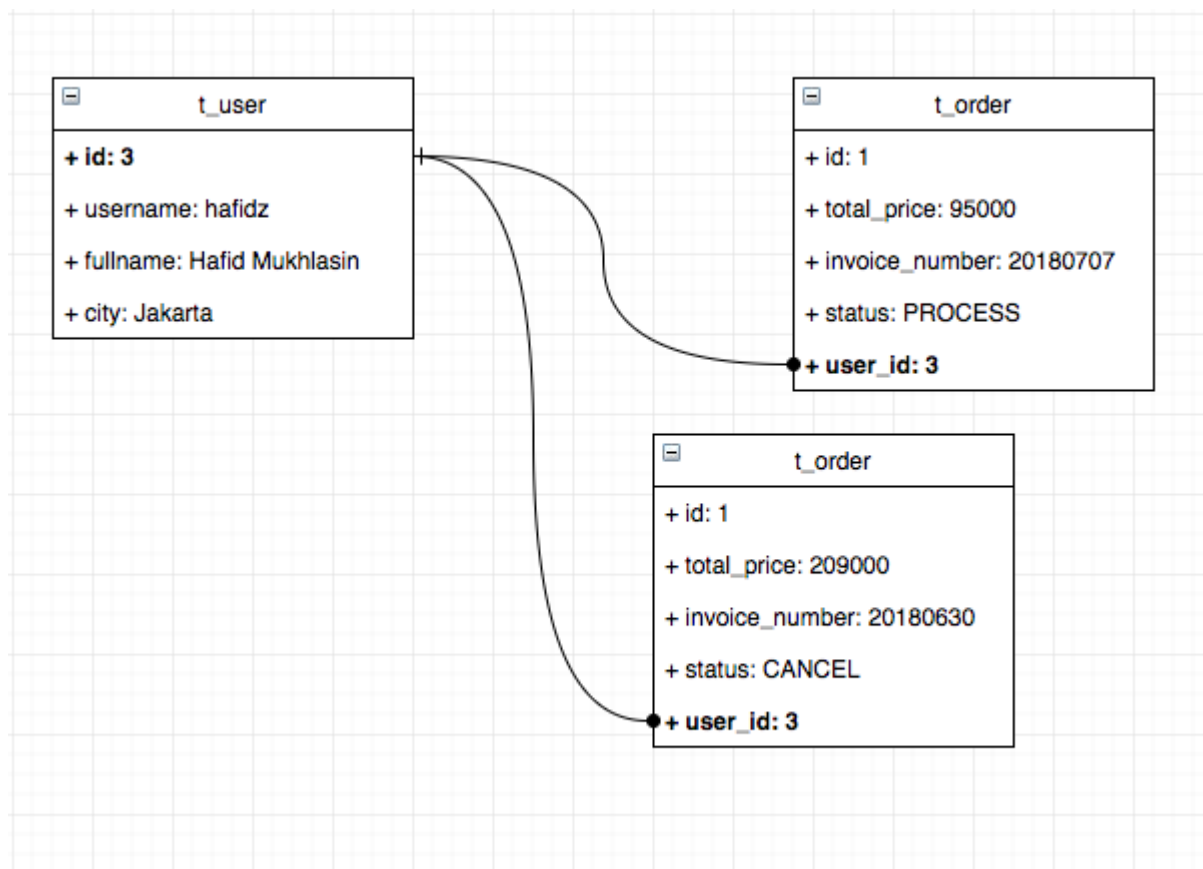 t_user
+ id: 3
+ username: hafidz
+ fullname: Hafid Mukhlasin
+ city: Jakarta
t_order
+ id: 1
+ total_price: 95000
+ invoice_number: 20180707
+ status: PROCESS
+ user_id: 3
t_order
+ id: 1
+ total_price: 209000
+ invoice_number: 20180630
+ status: CANCEL
+ user_id: 3